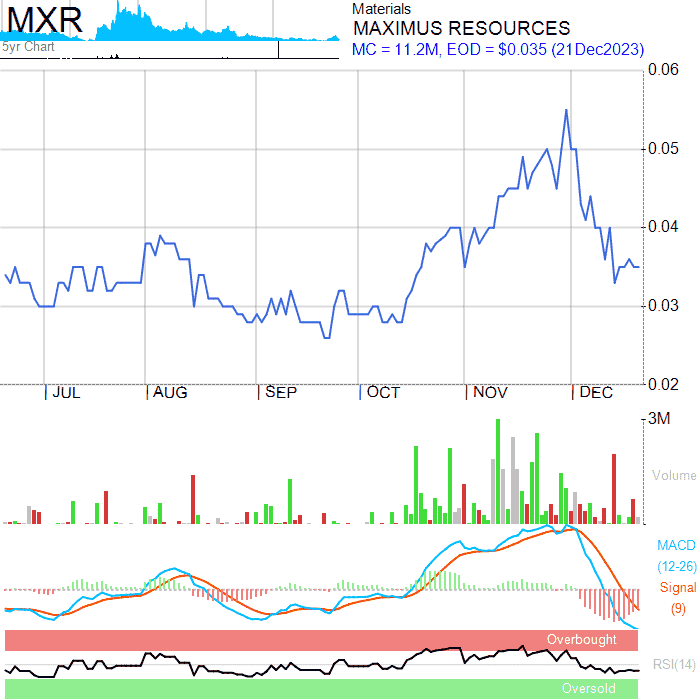 MXR
5yr Chart
Materials
MAXIMUS RESOURCES
MC = 11.2M, EOD = $0.035 (21Dec2023)
0.06
0.05
0.04
0.03
0.02
JUL AUG SEP OCT NOV DEC
3M
Volume
MACD
(12-26)
Signal
(9)
Overbought
RSI(14)
Oversold